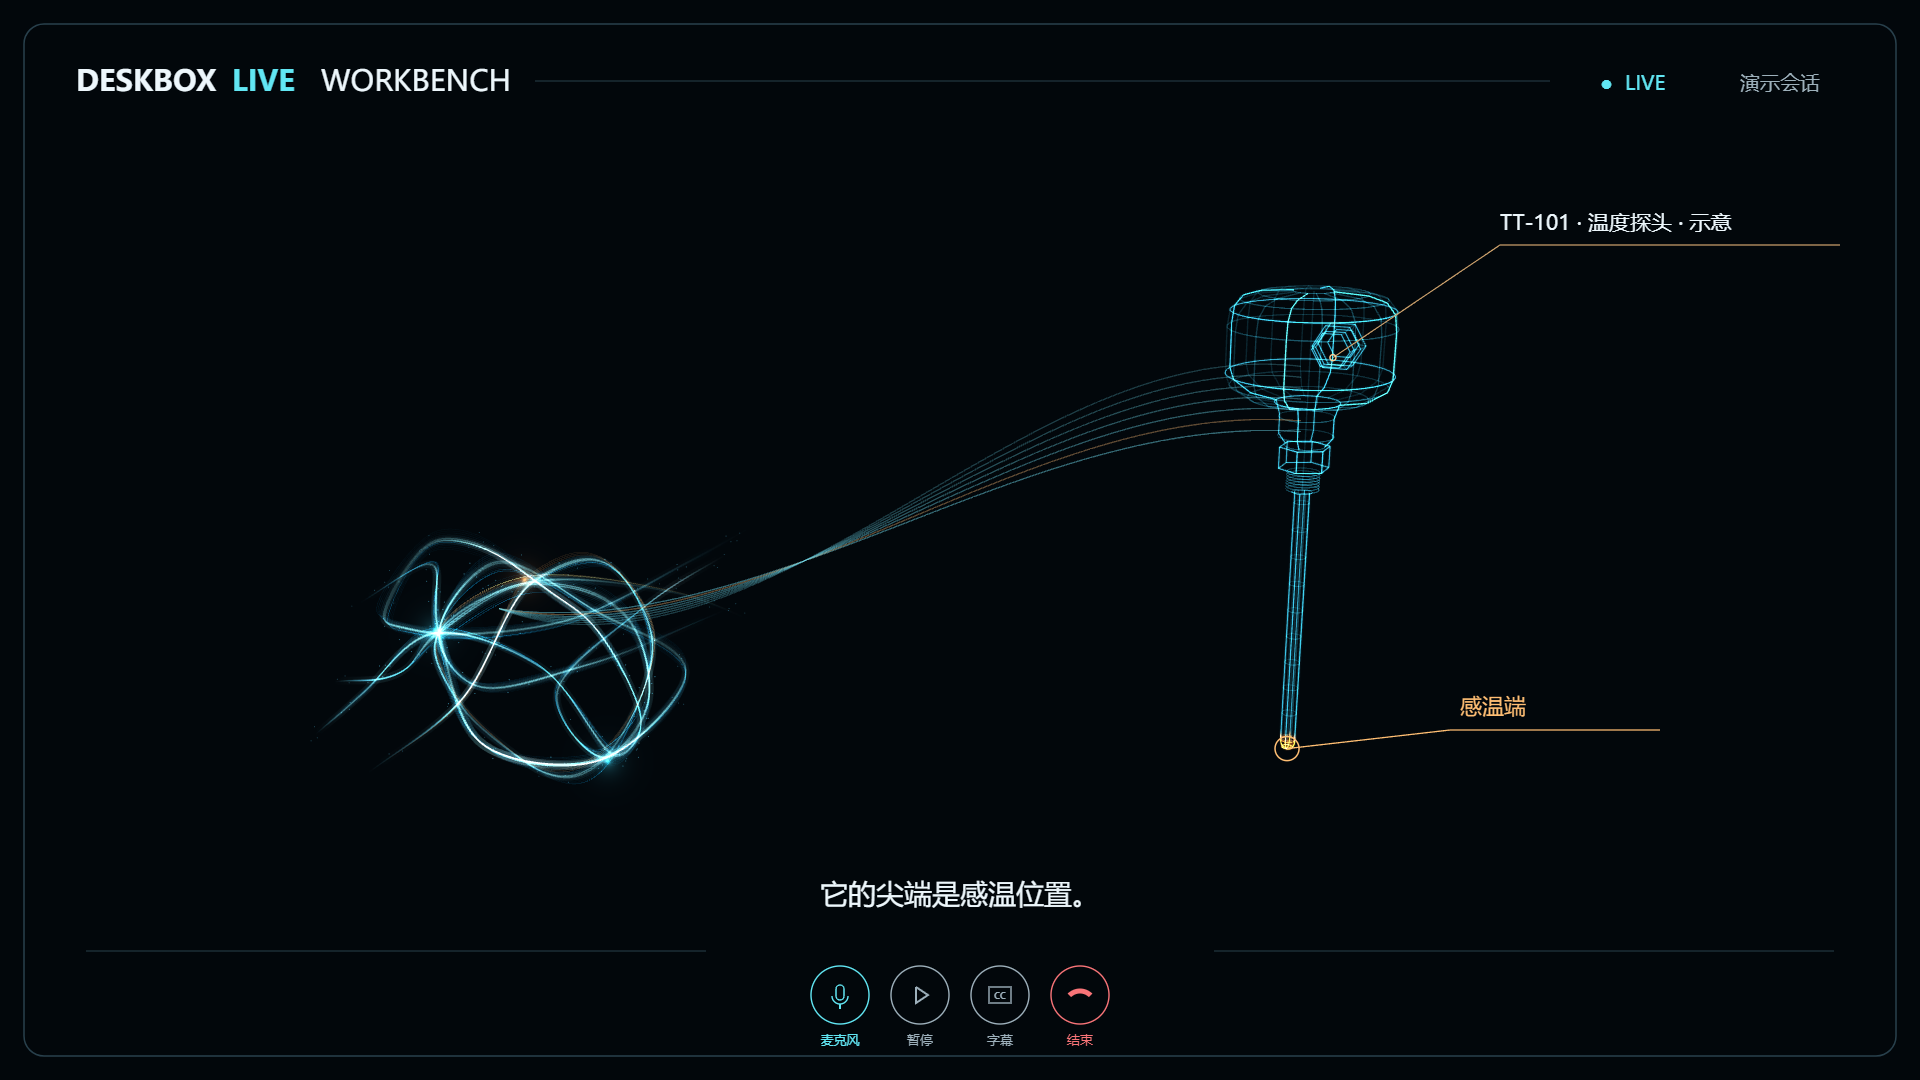 DESKBOX LIVE WORKBENCH
LIVE
演示会话
TT-101 · 温度探头 · 示意
感温端
它的尖端是感温位置。
CC
麦克风
暂停
字幕
结束